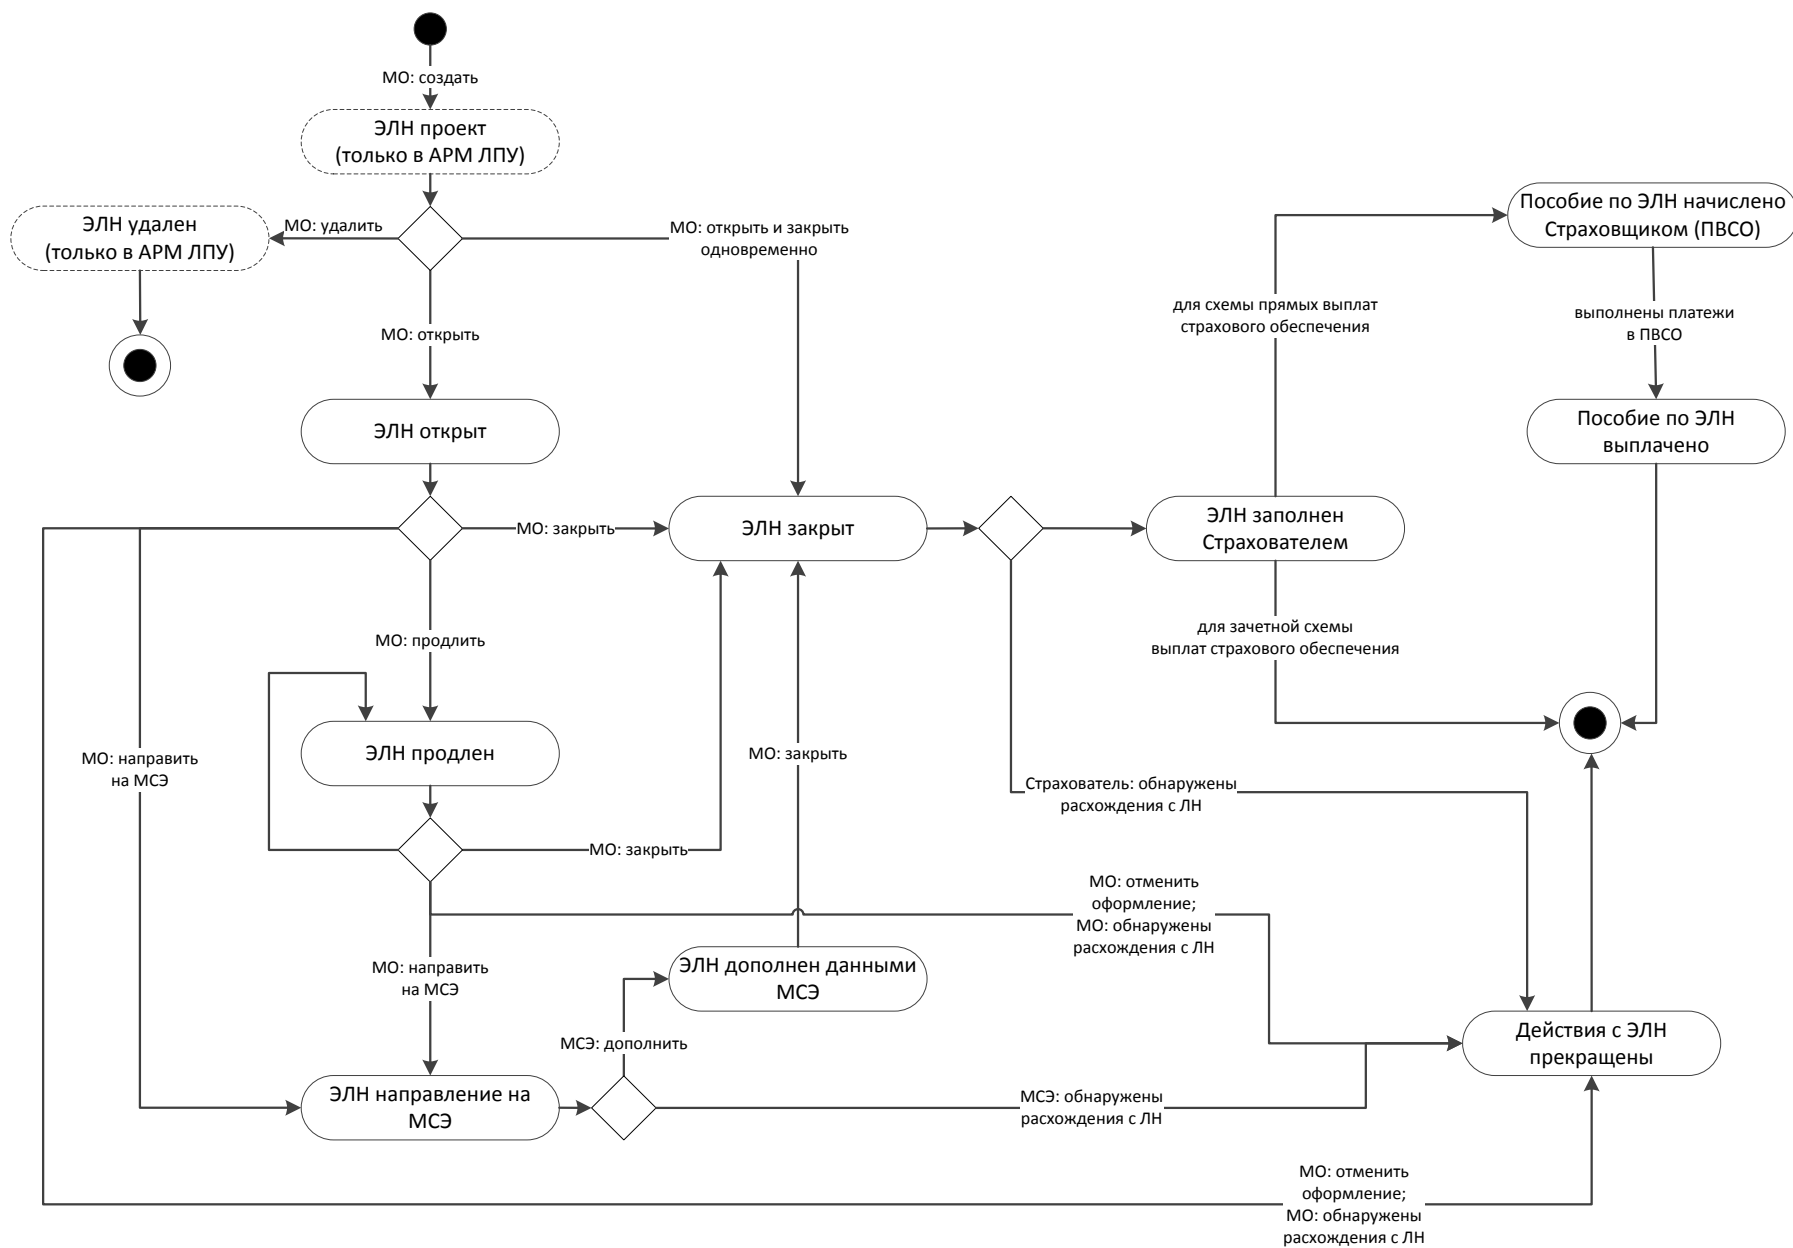 МО: создать
ЭЛН проект
(только в АРМ ЛПУ)
ЭЛН удален
(только в АРМ ЛПУ)
МО: удалить
МО: открыть и закрыть
одновременно
Пособие по ЭЛН начислено
Страховщиком (ПВСО)
для схемы прямых выплат
страхового обеспечения
выполнены платежи
в ПВСО
МО: открыть
ЭЛН открыт
Пособие по ЭЛН
выплачено
МО: закрыть
ЭЛН закрыт
ЭЛН заполнен
Страхователем
МО: продлить
для зачетной схемы
выплат страхового обеспечения
МО: направить
на МСЭ
ЭЛН продлен
МО: закрыть
Страхователь: обнаружены
расхождения с ЛН
МО: закрыть
МО: отменить
оформление;
МО: обнаружены
расхождения с ЛН
МО: направить
на МСЭ
ЭЛН дополнен данными
МСЭ
МСЭ: дополнить
Действия с ЭЛН
прекращены
ЭЛН направление на
МСЭ
МСЭ: обнаружены
расхождения с ЛН
МО: отменить
оформление;
МО: обнаружены
расхождения с ЛН